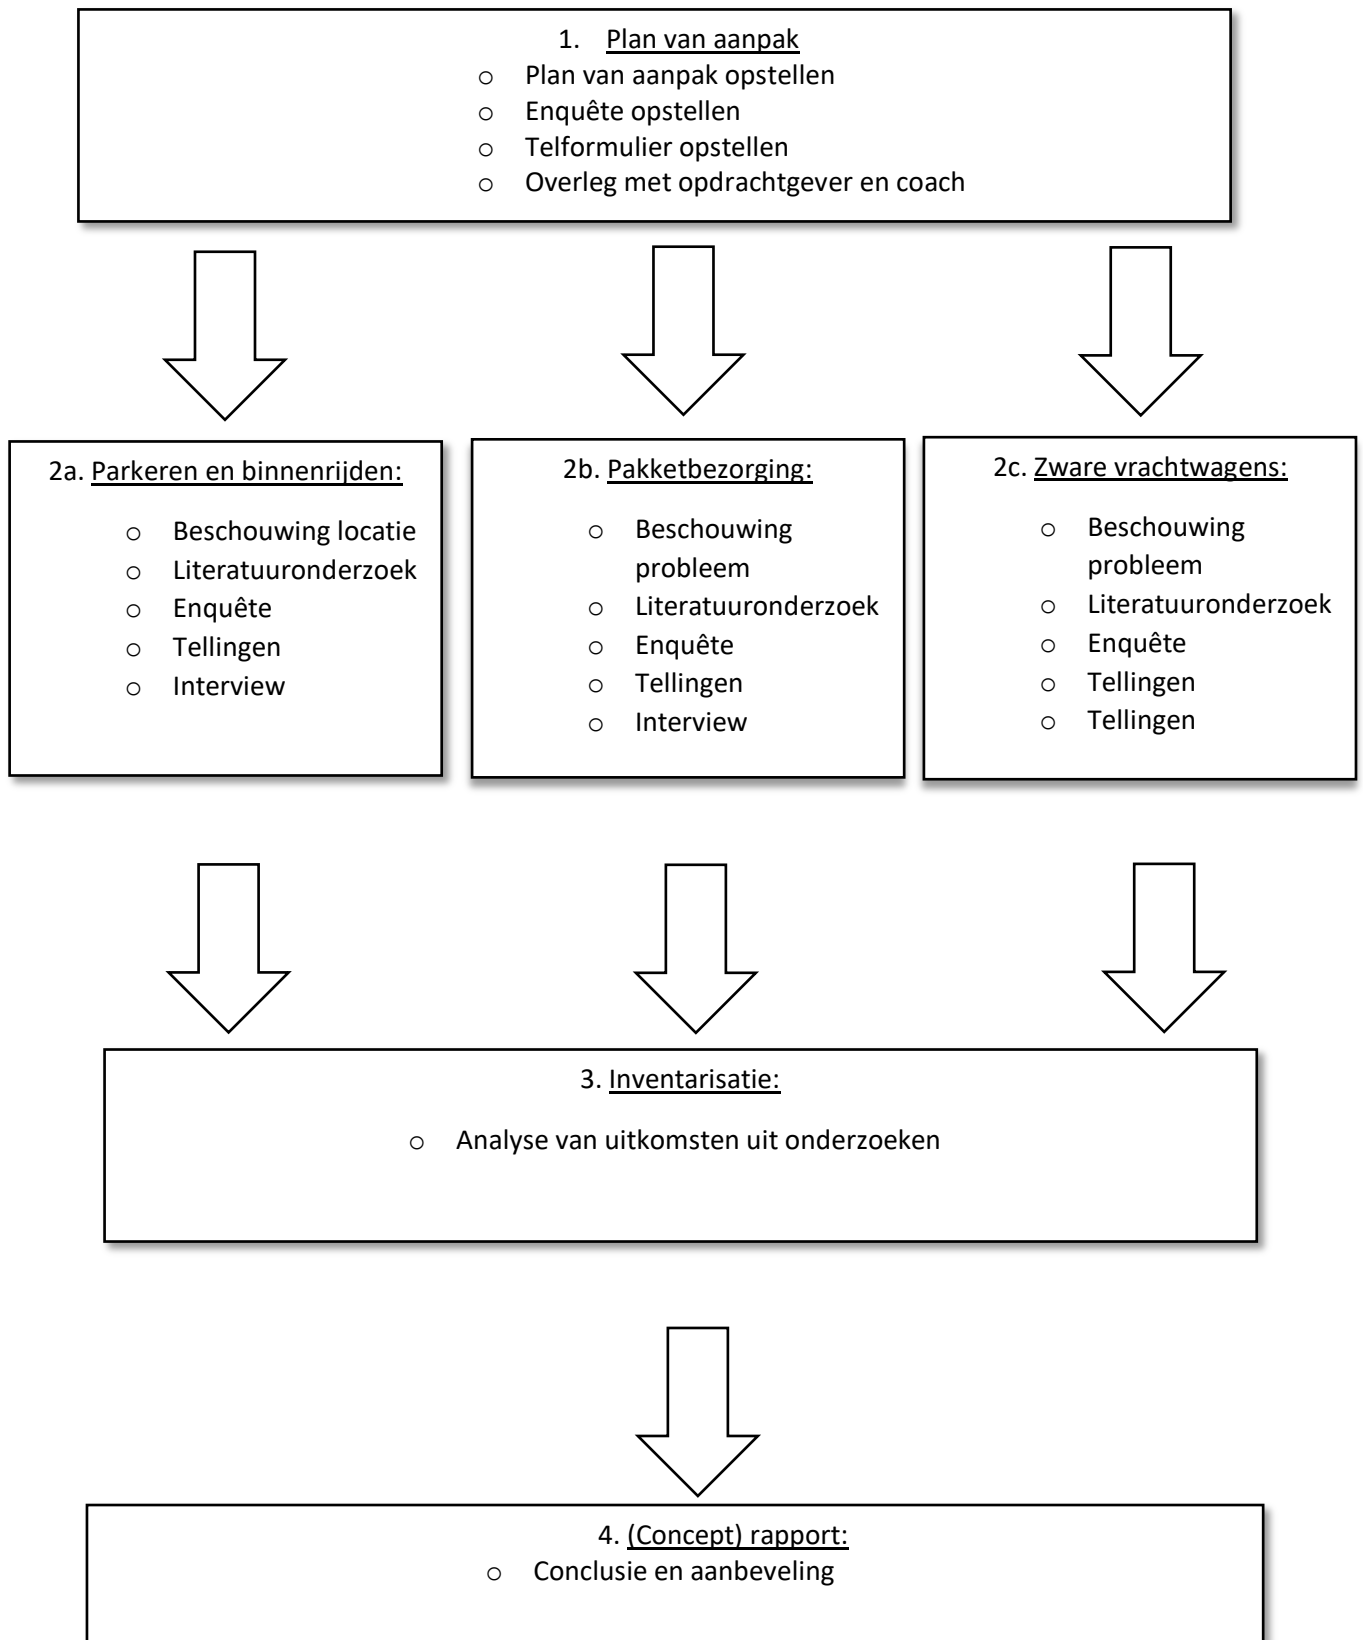 1. Plan van aanpak
o Plan van aanpak opstellen
o Enquête opstellen
o Telformulier opstellen
o Overleg met opdrachtgever en coach
2a. Parkeren en binnenrijden:
o Beschouwing locatie
o Literatuuronderzoek
o Enquête
o Tellingen
o Interview
2b. Pakketbezorging:
o Beschouwing
probleem
o Literatuuronderzoek
o Enquête
o Tellingen
o Interview
2c. Zware vrachtwagens:
o Beschouwing
probleem
o Literatuuronderzoek
o Enquête
o Tellingen
o Tellingen
3. Inventarisatie:
o Analyse van uitkomsten uit onderzoeken
4. (Concept) rapport:
o Conclusie en aanbeveling